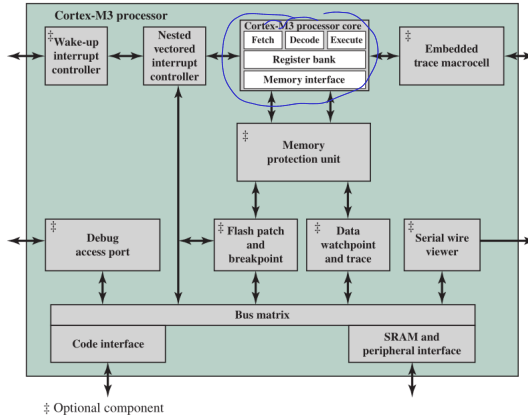 Cortex-M3 processor
‡ Wake-up
interrupt
controller
Nested
vectored
interrupt
controller
Cortex-M3 processor core
Fetch Decode Execute
Register bank
Memory interface
‡ Embedded
trace macrocell
‡ Memory
protection unit
‡ Debug
access port
‡ Flash patch
and
breakpoint
‡ Data
watchpoint
and trace
‡ Serial wire
viewer
Bus matrix
Code interface
SRAM and
peripheral interface
‡ Optional component